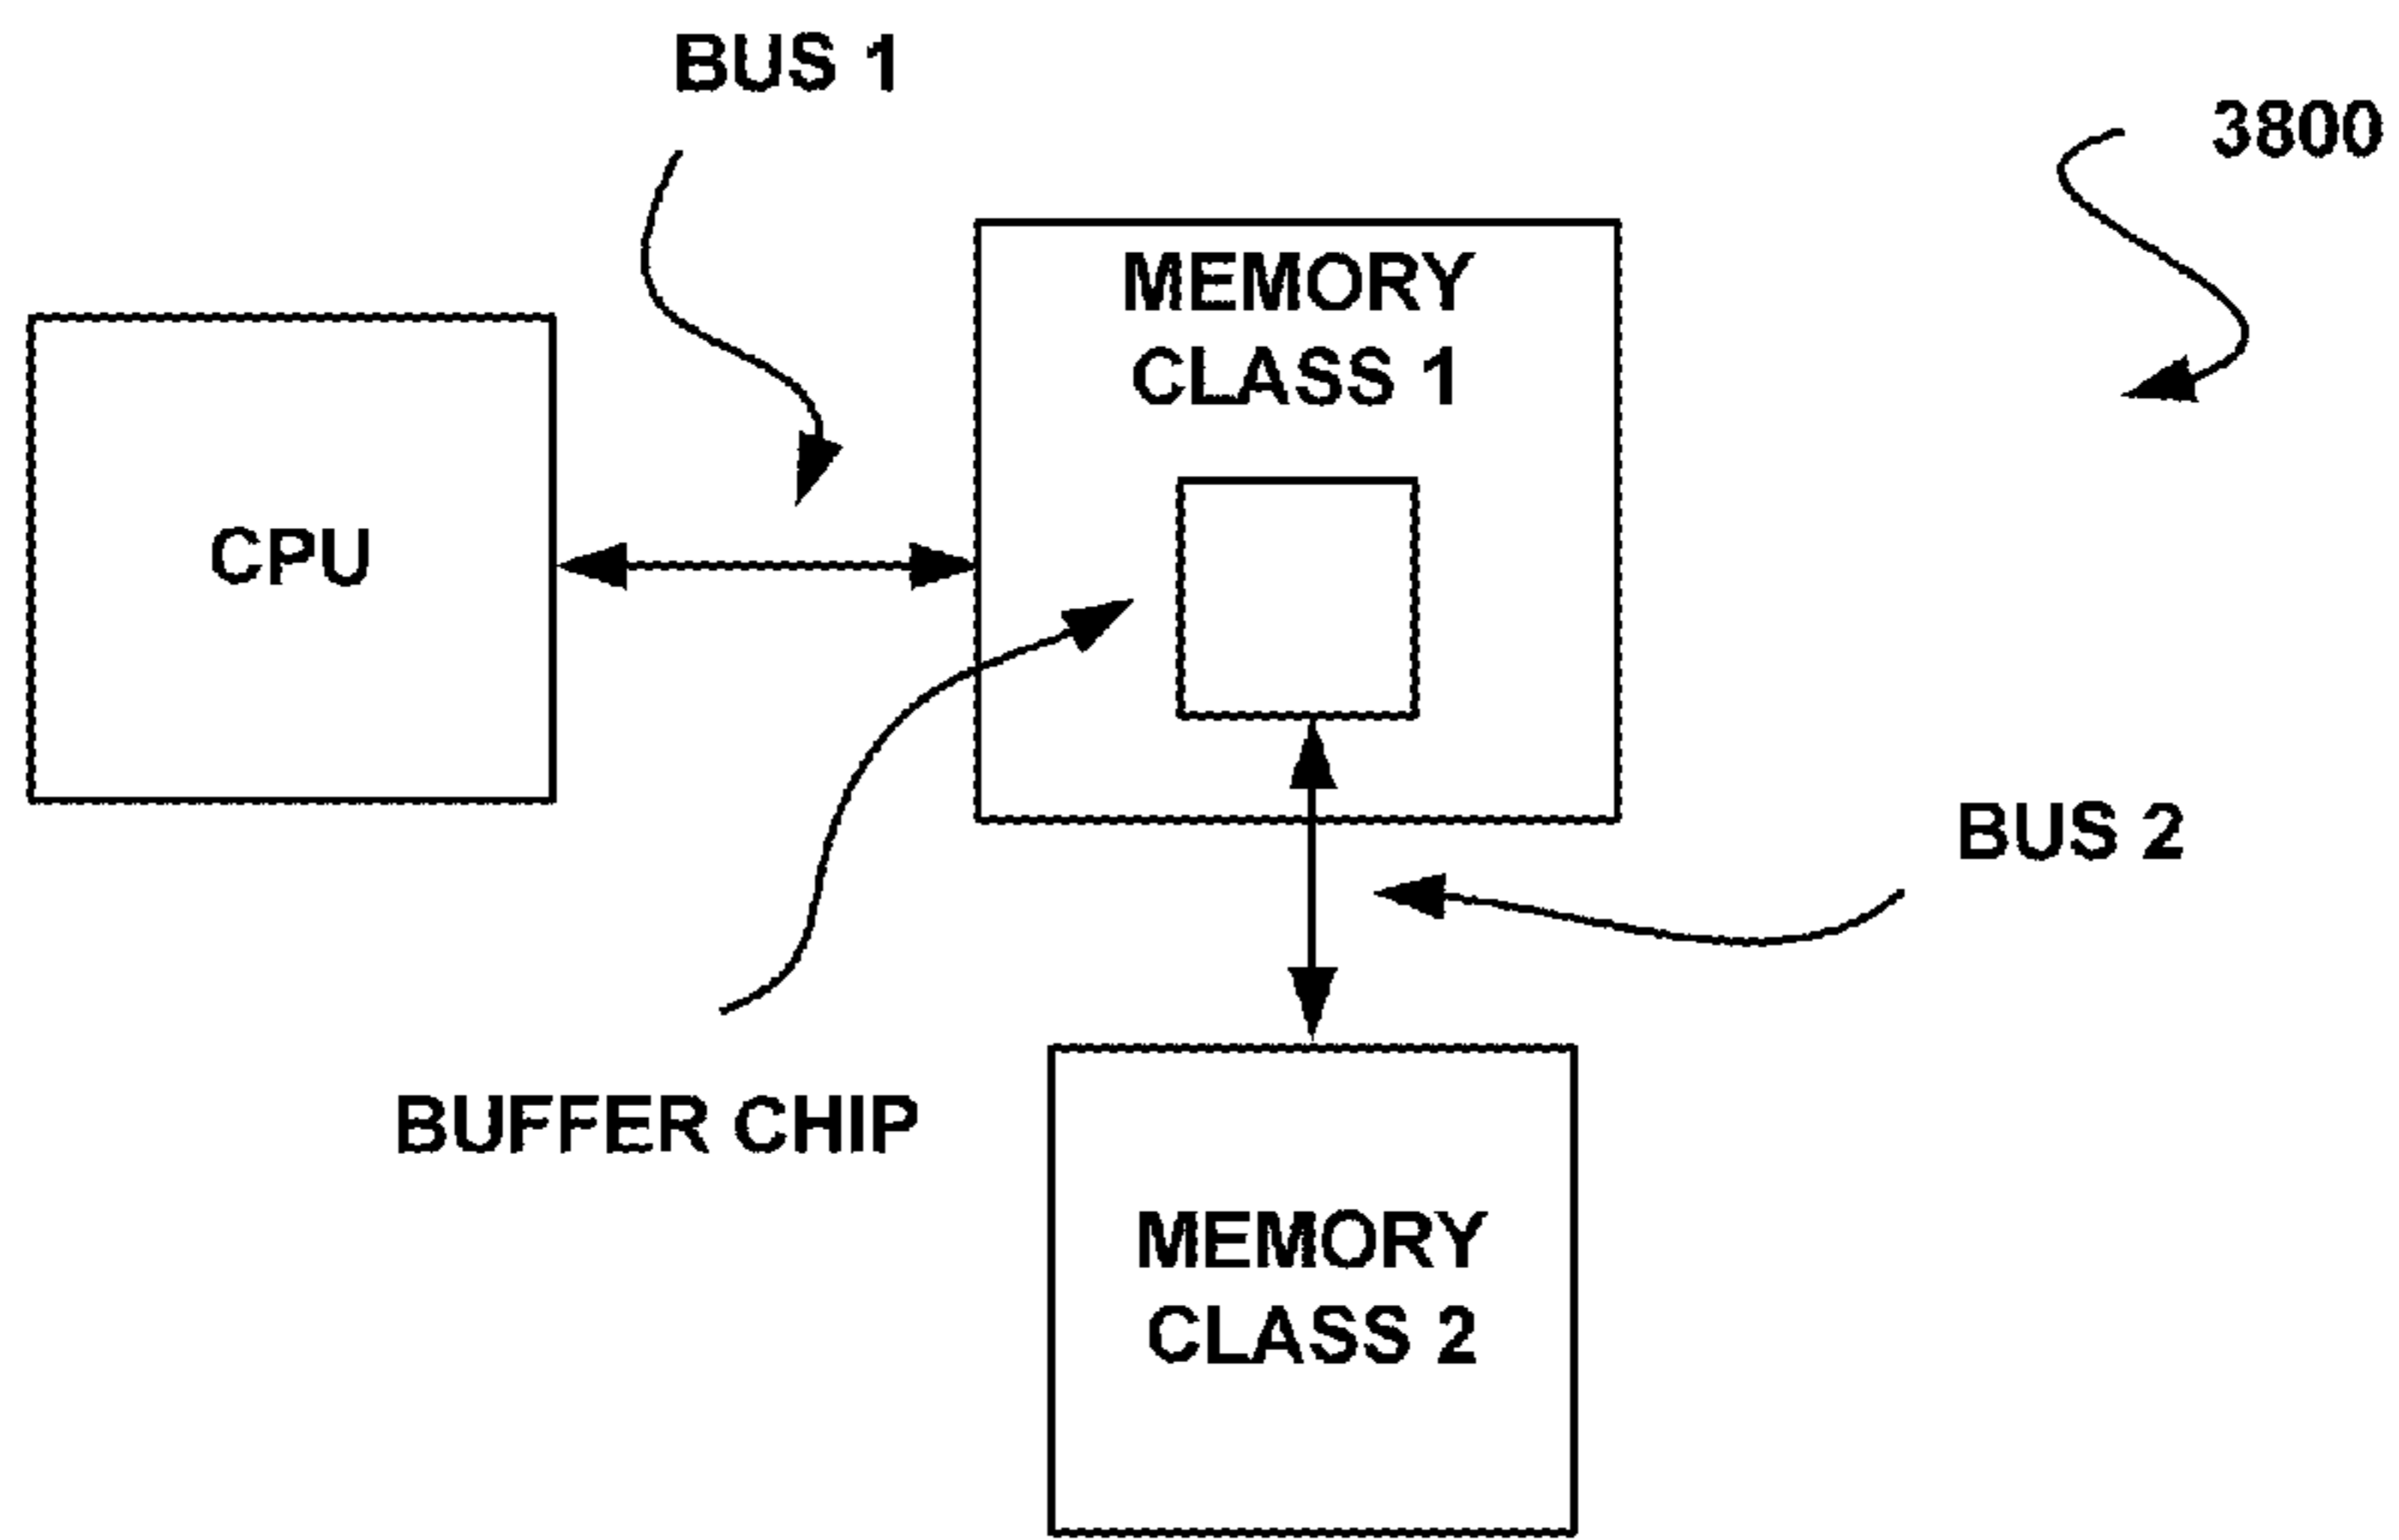 BUS 1
3800
MEMORY
CLASS 1
CPU
BUS 2
BUFFER CHIP
MEMORY
CLASS 2